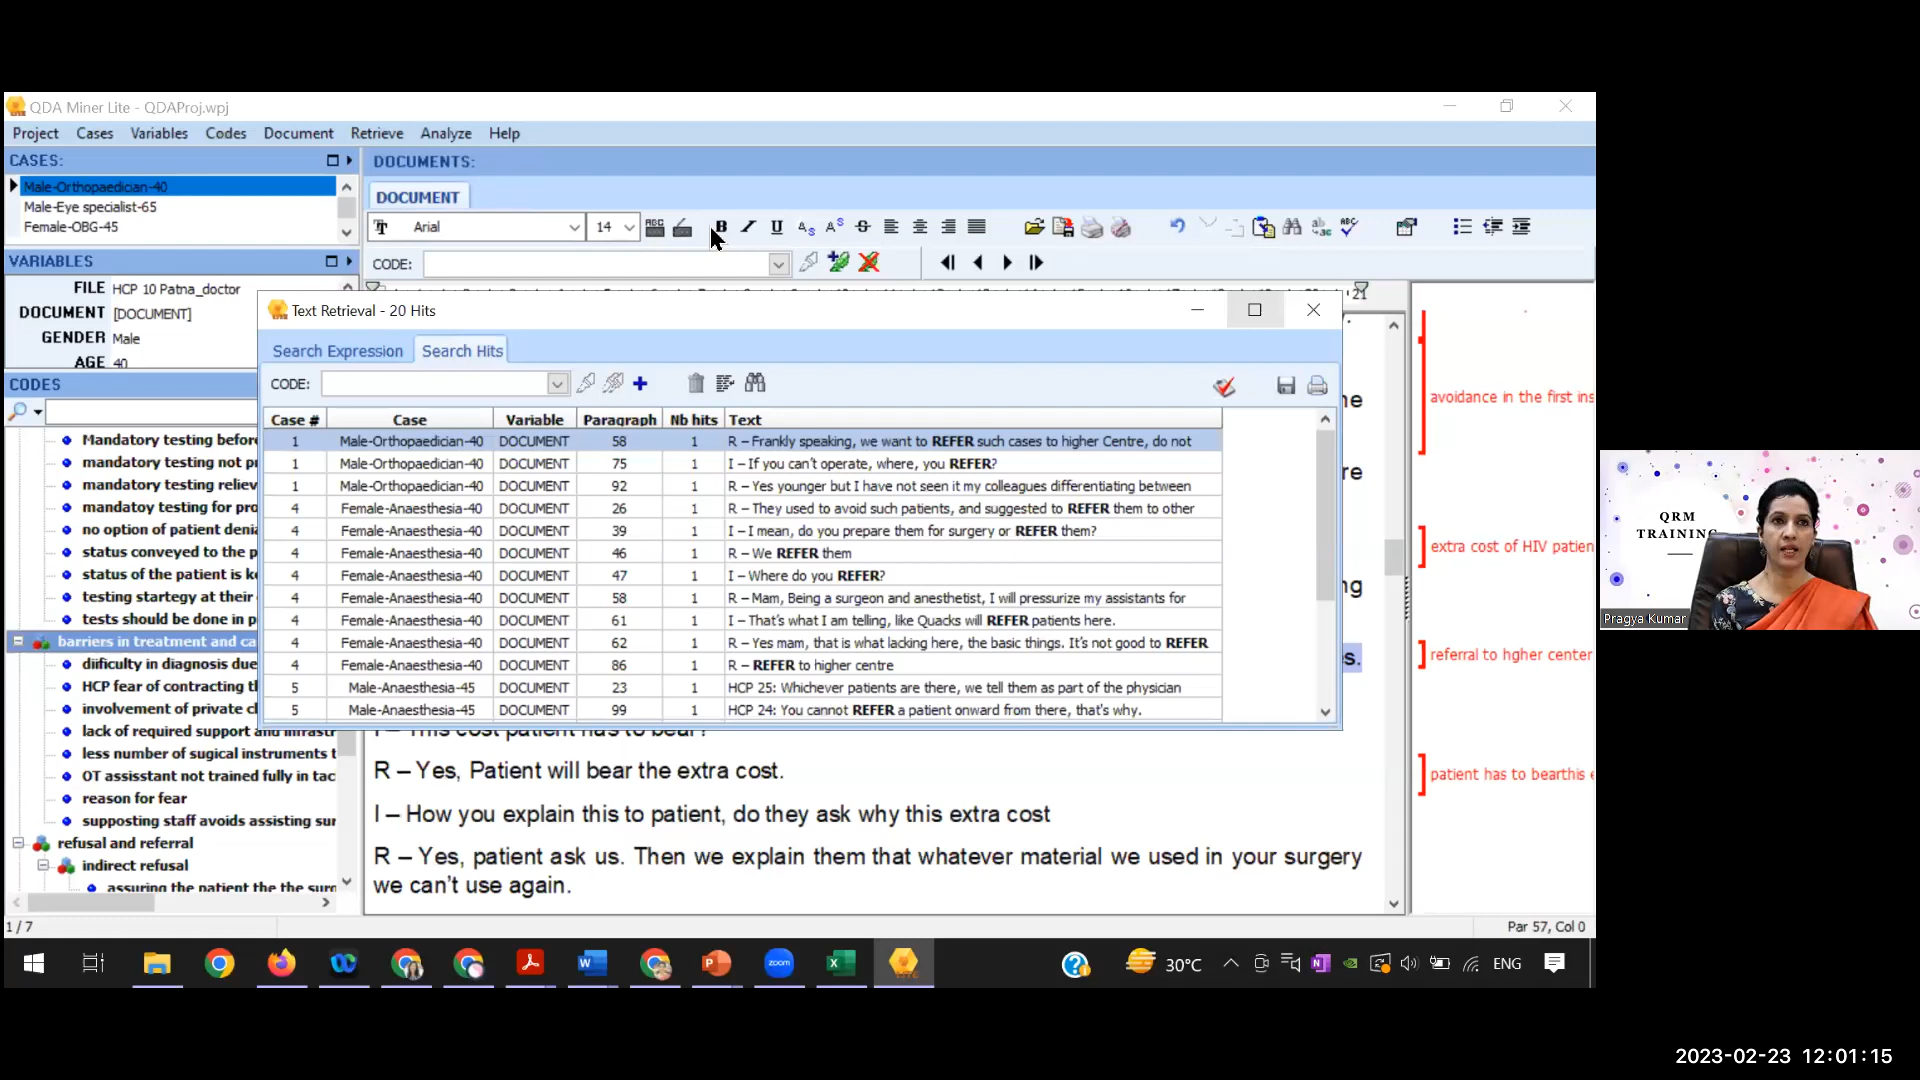 QDA Miner Lite - QDAProj.wpj
Project Cases Variables Codes Document Retrieve Analyze Help
CASES:
Male-Orthopaedician-40
Male-Eye specialist-65
Female-OBG-45
VARIABLES
FILE HCP 10 Patna_doctor
DOCUMENT [DOCUMENT]
GENDER Male
AGE 40
CODES
Mandatory testing before
mandatory testing not pr
mandatory testing reliev
mandatoy testing for pro
no option of patient denia
status conveyed to the p
status of the patient is ke
testing startegy at their
tests should be done in p
barriers in treatment and ca
difficulty in diagnosis due
HCP fear of contracting th
involvement of private cl
lack of required support and infrastr
less number of sugical instruments t
OT assisstant not trained fully in tac
reason for fear
supposting staff avoids assisting sur
refusal and referral
indirect refusal
assuring the patient the the surg
1 / 7
DOCUMENTS:
DOCUMENT
Arial 14
CODE:
21
Text Retrieval - 20 Hits
Search Expression Search Hits
CODE:
Case # Case Variable Paragraph Nb hits Text
1 Male-Orthopaedician-40 DOCUMENT 58 1 R – Frankly speaking, we want to REFER such cases to higher Centre, do not
1 Male-Orthopaedician-40 DOCUMENT 75 1 I – If you can't operate, where, you REFER?
1 Male-Orthopaedician-40 DOCUMENT 92 1 R – Yes younger but I have not seen it my colleagues differentiating between
4 Female-Anaesthesia-40 DOCUMENT 26 1 R – They used to avoid such patients, and suggested to REFER them to other
4 Female-Anaesthesia-40 DOCUMENT 39 1 I – I mean, do you prepare them for surgery or REFER them?
4 Female-Anaesthesia-40 DOCUMENT 46 1 R – We REFER them
4 Female-Anaesthesia-40 DOCUMENT 47 1 I – Where do you REFER?
4 Female-Anaesthesia-40 DOCUMENT 58 1 R – Mam, Being a surgeon and anesthetist, I will pressurize my assistants for
4 Female-Anaesthesia-40 DOCUMENT 61 1 I – That's what I am telling, like Quacks will REFER patients here.
4 Female-Anaesthesia-40 DOCUMENT 62 1 R – Yes mam, that is what lacking here, the basic things. It's not good to REFER
4 Female-Anaesthesia-40 DOCUMENT 86 1 R – REFER to higher centre
5 Male-Anaesthesia-45 DOCUMENT 23 1 HCP 25: Whichever patients are there, we tell them as part of the physician
5 Male-Anaesthesia-45 DOCUMENT 99 1 HCP 24: You cannot REFER a patient onward from there, that's why.
I – This cost patient has to bear?
R – Yes, Patient will bear the extra cost.
I – How you explain this to patient, do they ask why this extra cost
R – Yes, patient ask us. Then we explain them that whatever material we used in your surgery
we can't use again.
avoidance in the first ins
extra cost of HIV patien
referral to hgher center
patient has to bearthis e
Par 57, Col 0
30°C
ENG
QRM
TRAINING
Pragya Kumar
2023-02-23 12:01:15